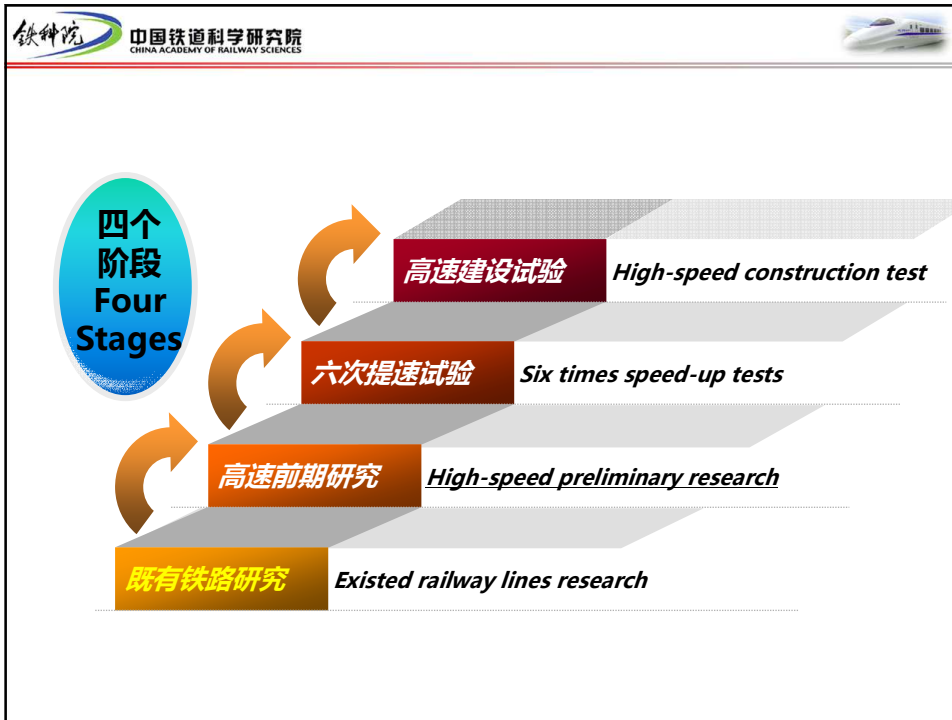 铁科院
中国铁道科学研究院
CHINA ACADEMY OF RAILWAY SCIENCES
四个
阶段
Four
Stages
高速建设试验 High-speed construction test
六次提速试验 Six times speed-up tests
高速前期研究 High-speed preliminary research
既有铁路研究 Existed railway lines research